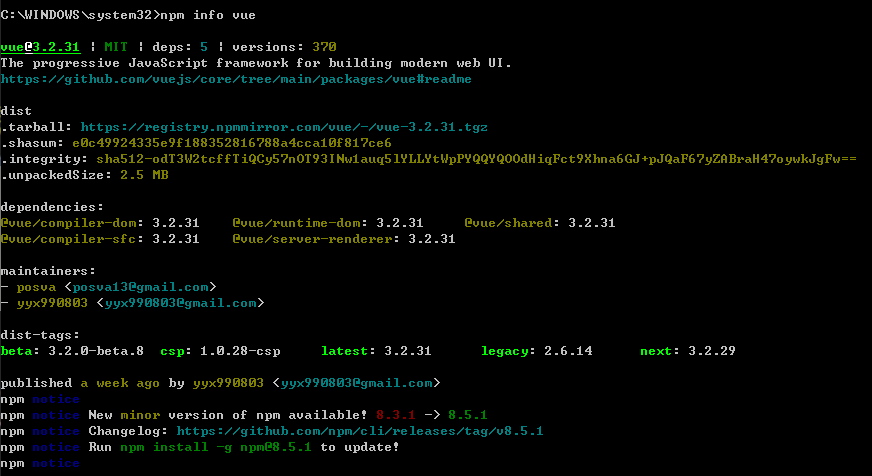 C:\WINDOWS\system32>npm info vue
vue@3.2.31 | MIT | deps: 5 | versions: 370
The progressive JavaScript framework for building modern web UI.
https://github.com/vuejs/core/tree/main/packages/vue#readme
dist
.tarball: https://registry.npmmirror.com/vue/-/vue-3.2.31.tgz
.shasum: e0c49924335e9f188352816788a4cca10f817ce6
.integrity: sha512-odT3W2tcffTiQCy57nOT93INw1auq5lYLLYtWpPYQQYQOOdHiqFct9Xhna6GJ+pJQaF67yZABraH47oywkJgFw==
.unpackedSize: 2.5 MB
dependencies:
@vue/compiler-dom: 3.2.31 @vue/runtime-dom: 3.2.31 @vue/shared: 3.2.31
@vue/compiler-sfc: 3.2.31 @vue/server-renderer: 3.2.31
maintainers:
- posva <posva13@gmail.com>
- yyx990803 <yyx990803@gmail.com>
dist-tags:
beta: 3.2.0-beta.8 csp: 1.0.28-csp latest: 3.2.31 legacy: 2.6.14 next: 3.2.29
published a week ago by yyx990803 <yyx990803@gmail.com>
npm notice
npm notice New minor version of npm available! 8.3.1 -> 8.5.1
npm notice Changelog: https://github.com/npm/cli/releases/tag/v8.5.1
npm notice Run npm install -g npm@8.5.1 to update!
npm notice